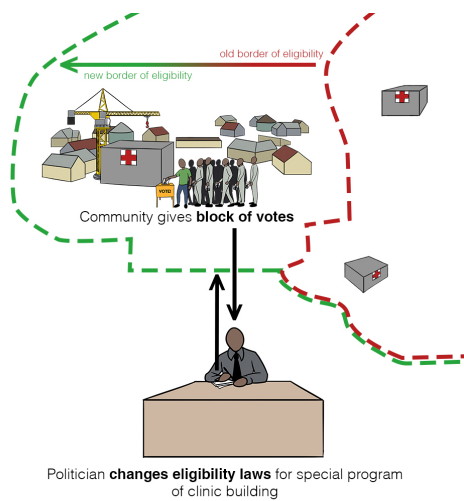 old border of eligibility
new border of eligibility
VOTE!
Community gives block of votes
Politician changes eligibility laws for special program
of clinic building